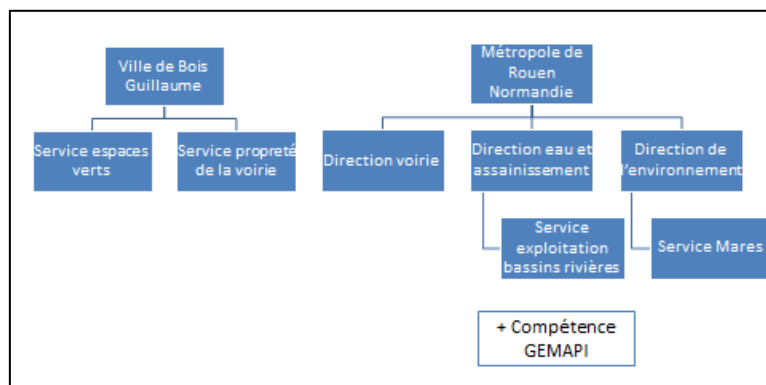 Ville de Bois
Guillaume
Métropole de
Rouen
Normandie
Service espaces
verts
Service propreté
de la voirie
Direction voirie
Direction eau et
assainissement
Direction de
l'environnement
Service
exploitation
bassins rivières
Service Mares
+ Compétence
GEMAPI